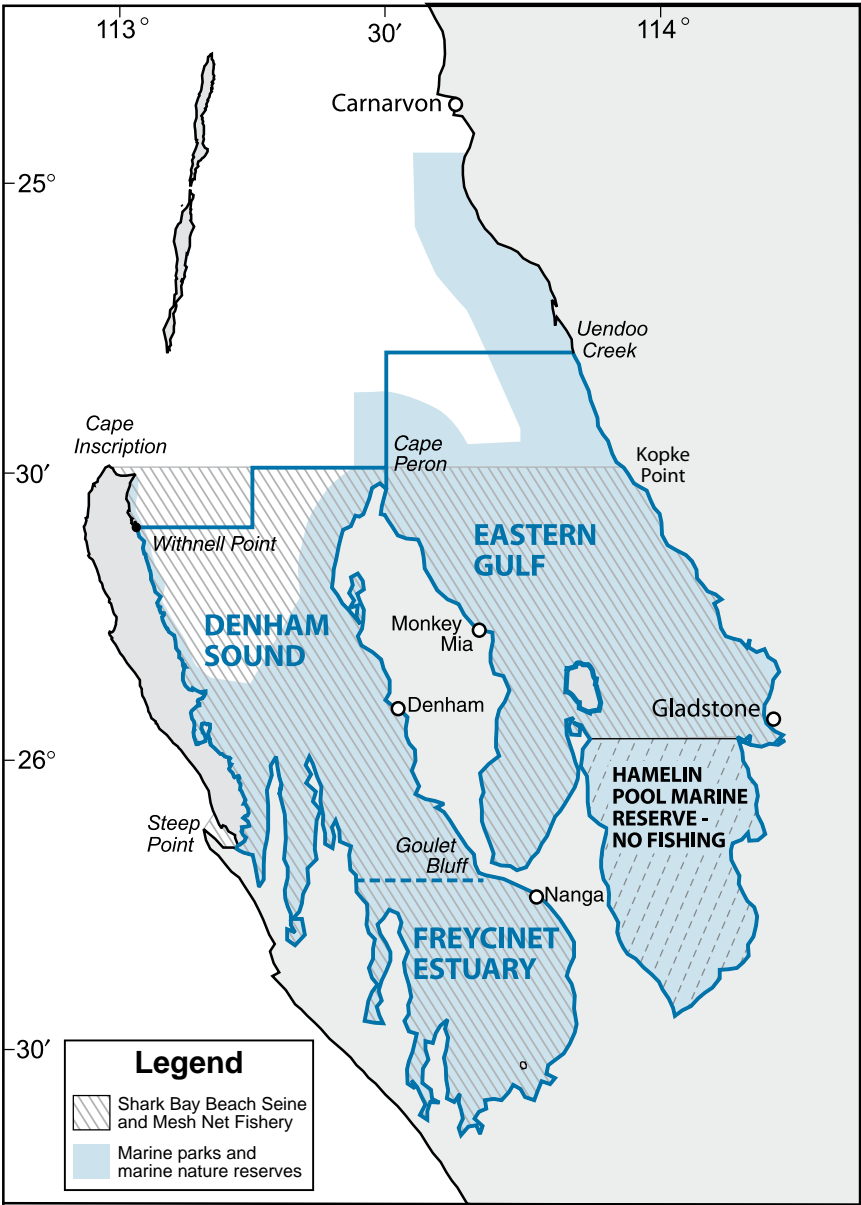 113°
30′
114°
Carnarvon
25°
Uendoo
Creek
Cape
Inscription
Cape
Peron
Kopke
Point
30′
EASTERN
GULF
Withnell Point
DENHAM
SOUND
Monkey
Mia
Denham
Gladstone
26°
HAMELIN
POOL MARINE
RESERVE -
NO FISHING
Steep
Point
Goulet
Bluff
Nanga
FREYCINET
ESTUARY
30′
Legend
Shark Bay Beach Seine
and Mesh Net Fishery
Marine parks and
marine nature reserves